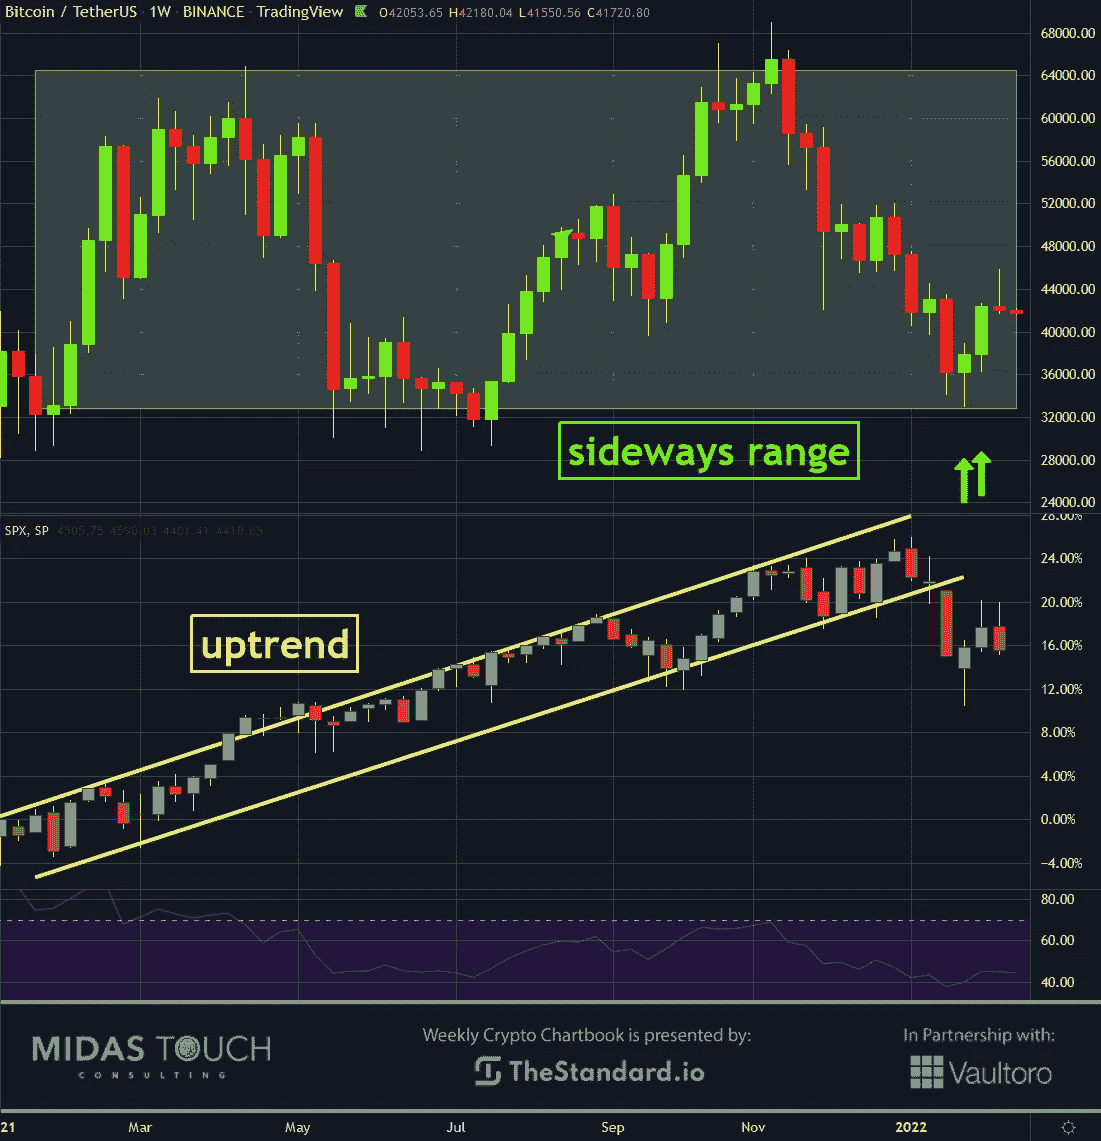 Bitcoin / TetherUS · 1W · BINANCE · TradingView O42053.65 H42180.04 L41550.56 C41720.80
68000.00
64000.00
60000.00
56000.00
52000.00
48000.00
44000.00
40000.00
36000.00
32000.00
28000.00
24000.00
sideways range
SPX, SP 4505.75 4590.03 4401.41 4418.65
28.00%
24.00%
20.00%
16.00%
12.00%
8.00%
4.00%
0.00%
-4.00%
uptrend
80.00
60.00
40.00
MIDAS TOUCH
CONSULTING
Weekly Crypto Chartbook is presented by:
TheStandard.io
In Partnership with:
Vaultoro
21 Mar May Jul Sep Nov 2022